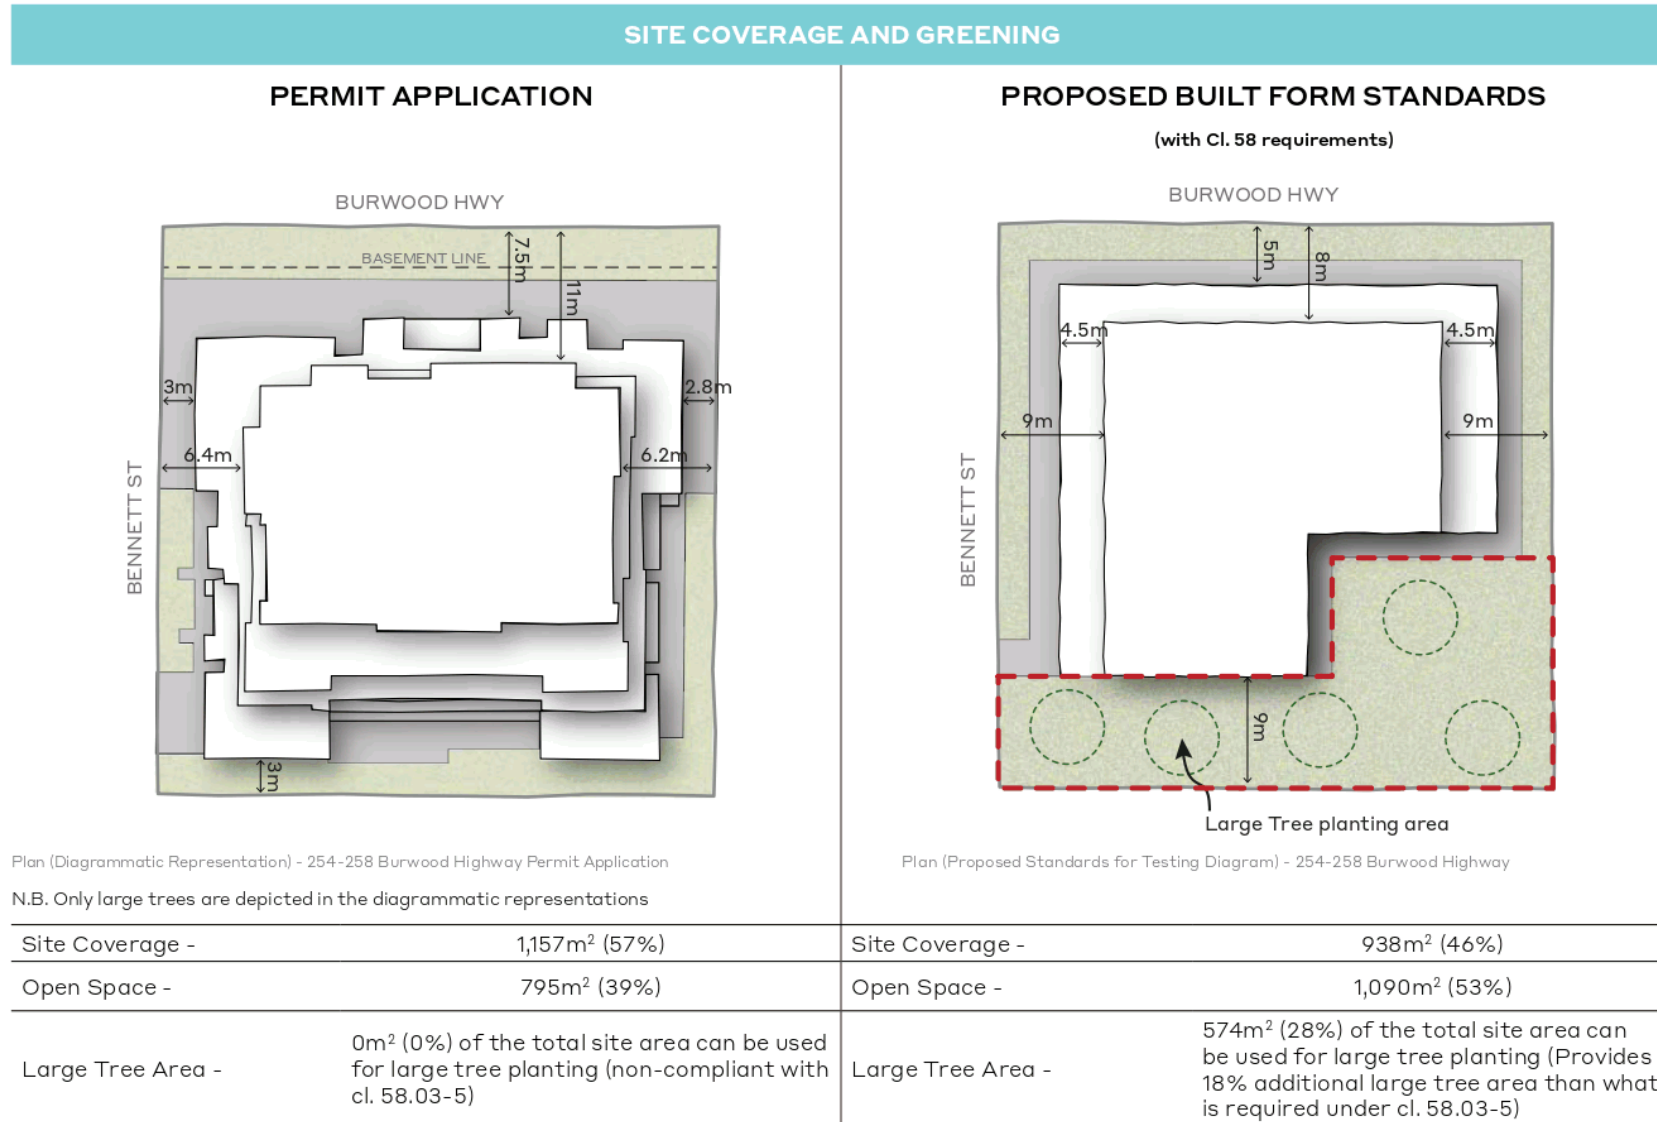 SITE COVERAGE AND GREENING
PERMIT APPLICATION
BURWOOD HWY
BASEMENT LINE
7.5m
11m
3m
2.8m
6.4m
6.2m
BENNETT ST
3m
Plan (Diagrammatic Representation) - 254-258 Burwood Highway Permit Application
N.B. Only large trees are depicted in the diagrammatic representations
Site Coverage -
1,157m² (57%)
Open Space -
795m² (39%)
Large Tree Area -
0m² (0%) of the total site area can be used
for large tree planting (non-compliant with
cl. 58.03-5)
PROPOSED BUILT FORM STANDARDS
(with Cl. 58 requirements)
BURWOOD HWY
5m
8m
4.5m
4.5m
9m
9m
BENNETT ST
9m
Large Tree planting area
Plan (Proposed Standards for Testing Diagram) - 254-258 Burwood Highway
Site Coverage -
938m² (46%)
Open Space -
1,090m² (53%)
Large Tree Area -
574m² (28%) of the total site area can
be used for large tree planting (Provides
18% additional large tree area than what
is required under cl. 58.03-5)